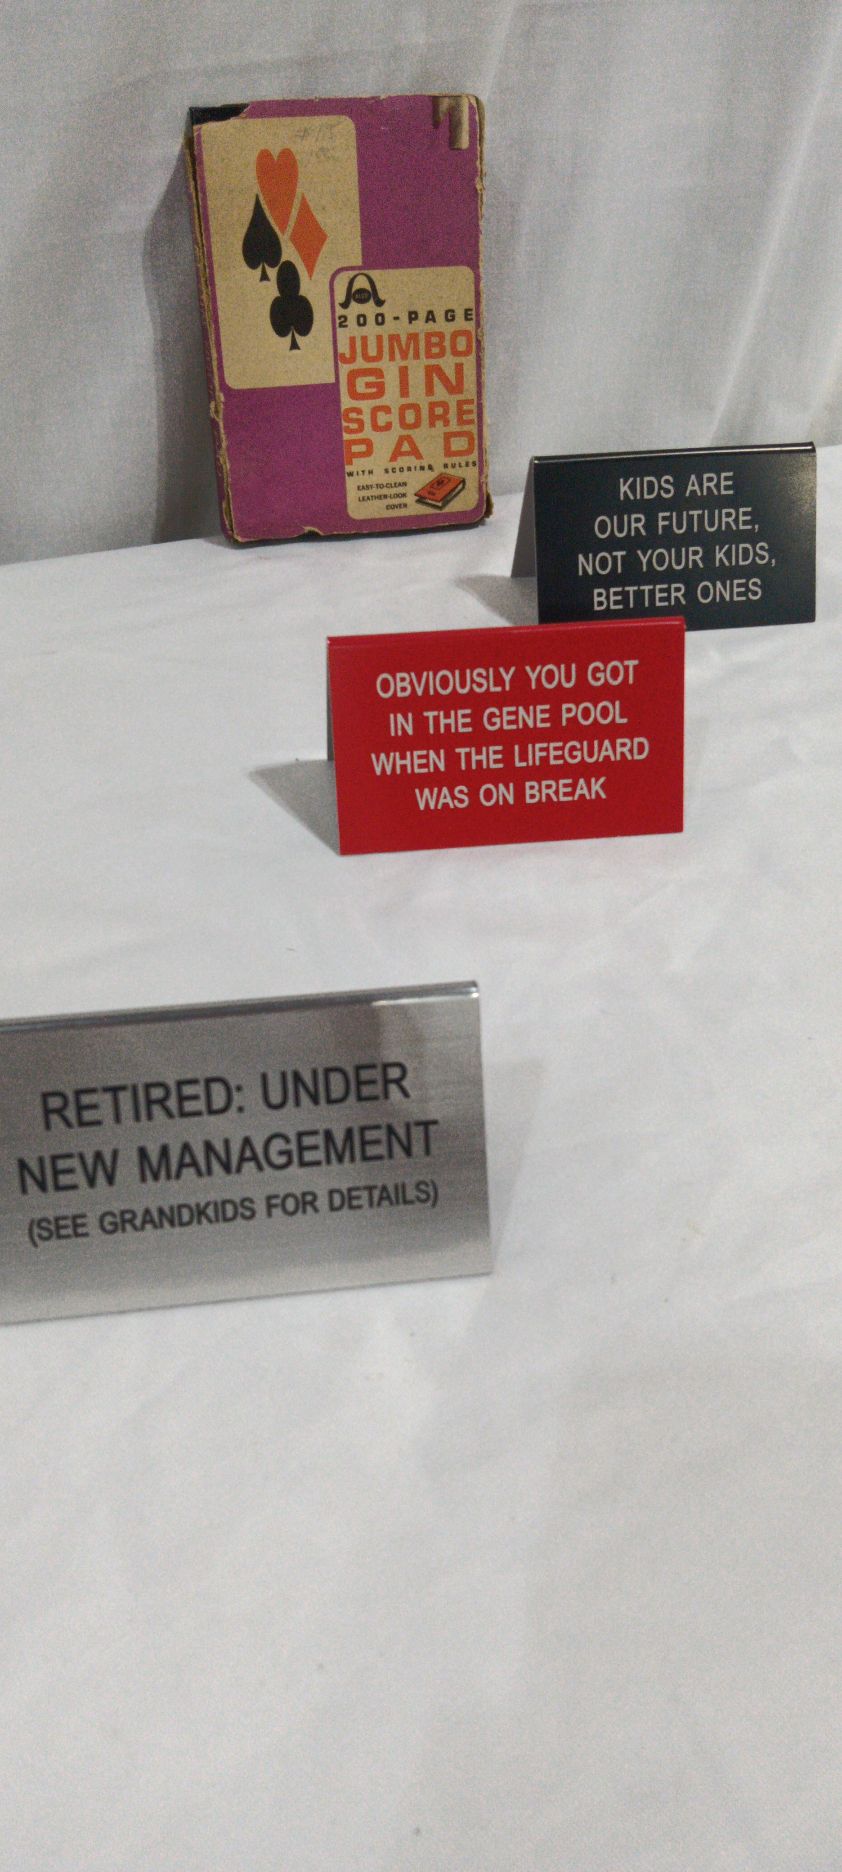 200-PAGE
JUMBO
GIN
SCORE
PAD
WITH SCORING RULES
EASY-TO-CLEAN
LEATHER-LOOK
COVER
KIDS ARE
OUR FUTURE,
NOT YOUR KIDS,
BETTER ONES
OBVIOUSLY YOU GOT
IN THE GENE POOL
WHEN THE LIFEGUARD
WAS ON BREAK
RETIRED: UNDER
NEW MANAGEMENT
(SEE GRANDKIDS FOR DETAILS)